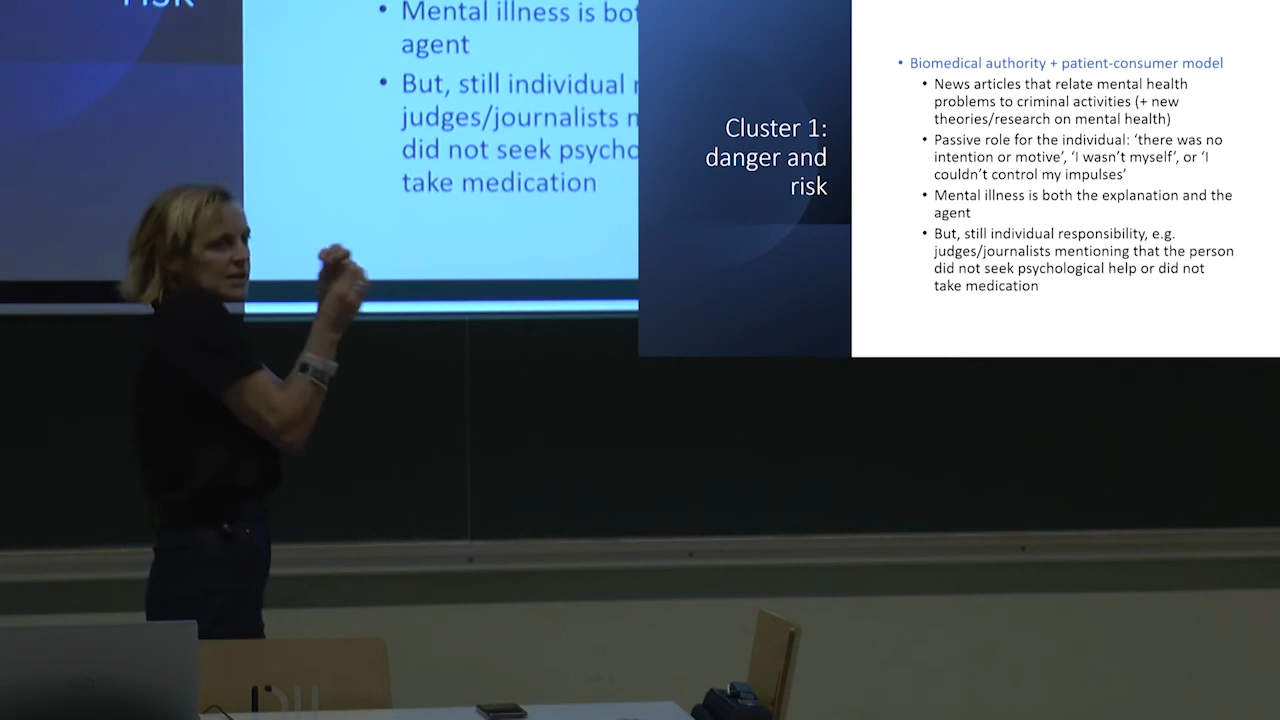 RISK
• Mental illness is bot
agent
• But, still individual r
judges/journalists n
did not seek psycho
take medication
Cluster 1:
danger and
risk
• Biomedical authority + patient-consumer model
• News articles that relate mental health
problems to criminal activities (+ new
theories/research on mental health)
• Passive role for the individual: ‘there was no
intention or motive’, ‘I wasn’t myself’, or ‘I
couldn’t control my impulses’
• Mental illness is both the explanation and the
agent
• But, still individual responsibility, e.g.
judges/journalists mentioning that the person
did not seek psychological help or did not
take medication